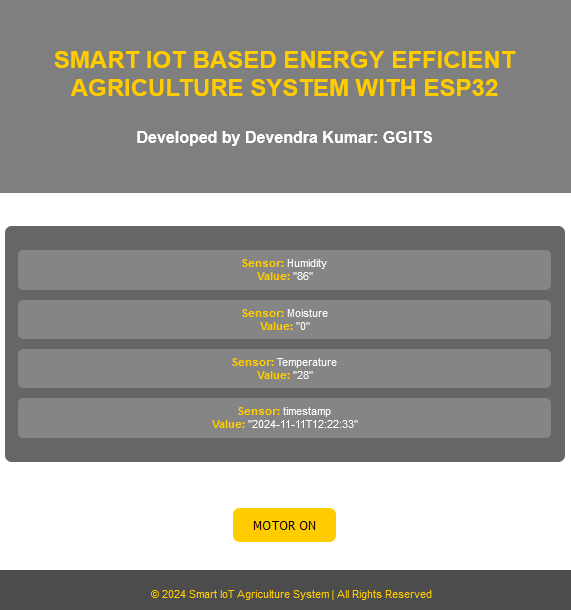 SMART IOT BASED ENERGY EFFICIENT
AGRICULTURE SYSTEM WITH ESP32
Developed by Devendra Kumar: GGITS
Sensor: Humidity
Value: "86"
Sensor: Moisture
Value: "0"
Sensor: Temperature
Value: "28"
Sensor: timestamp
Value: "2024-11-11T12:22:33"
MOTOR ON
© 2024 Smart IoT Agriculture System | All Rights Reserved